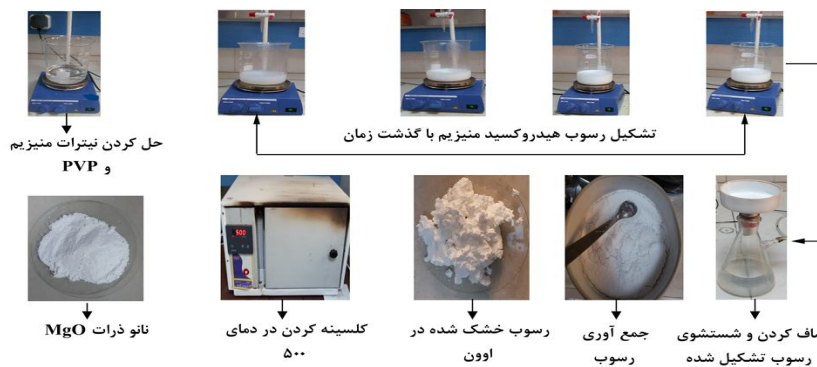 تشکیل رسوب هیدروکسید منیزیم با گذشت زمان
حل کردن نیترات منیزیم
و PVP
500
نانو ذرات MgO
کلسینه کردن در دمای
۵۰۰
رسوب خشک شده در
اوون
جمع آوری
رسوب
صاف کردن و شستشوی
رسوب تشکیل شده